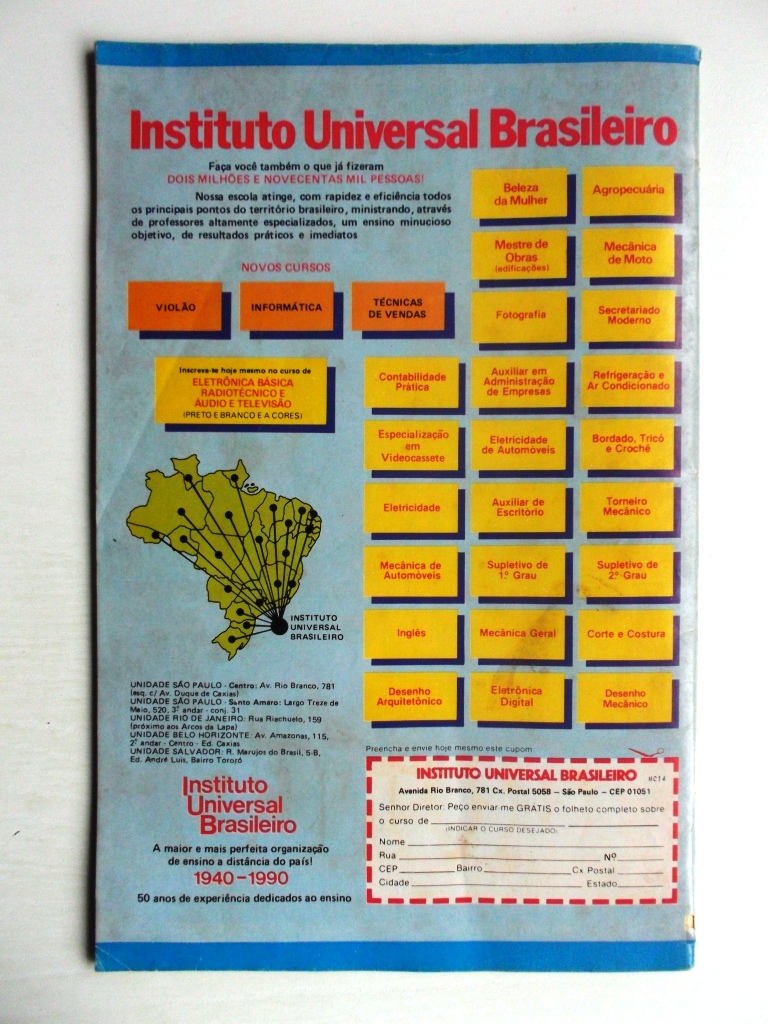 Instituto Universal Brasileiro
Faça você também o que já fizeram
DOIS MILHÕES E NOVECENTAS MIL PESSOAS!
Nossa escola atinge, com rapidez e eficiência todos
os principais pontos do território brasileiro, ministrando, através
de professores altamente especializados, um ensino minucioso
objetivo, de resultados práticos e imediatos
NOVOS CURSOS
VIOLÃO
INFORMÁTICA
TÉCNICAS
DE VENDAS
Inscreva-se hoje mesmo no curso de
ELETRÔNICA BÁSICA
RADIOTÉCNICO E
ÁUDIO E TELEVISÃO
(PRETO E BRANCO E A CORES)
Beleza
da Mulher
Agropecuária
Mestre de
Obras
(edificações)
Mecânica
de Moto
Fotografia
Secretariado
Moderno
Contabilidade
Prática
Auxiliar em
Administração
de Empresas
Refrigeração e
Ar Condicionado
Especialização
em
Videocassete
Eletricidade
de Automóveis
Bordado, Tricô
e Crochê
Eletricidade
Auxiliar de
Escritório
Torneiro
Mecânico
Mecânica de
Automóveis
Supletivo de
1º Grau
Supletivo de
2º Grau
Inglês
Mecânica Geral
Corte e Costura
Desenho
Arquitetônico
Eletrônica
Digital
Desenho
Mecânico
INSTITUTO
UNIVERSAL
BRASILEIRO
UNIDADE SÃO PAULO - Centro: Av. Rio Branco, 781
(esq. c/ Av. Duque de Caxias)
UNIDADE SÃO PAULO - Santo Amaro: Largo Treze de
Maio, 520, 3º andar - conj. 31
UNIDADE RIO DE JANEIRO: Rua Riachuelo, 159
(próximo aos Arcos da Lapa)
UNIDADE BELO HORIZONTE: Av. Amazonas, 115,
2º andar - Centro - Ed. Caxias
UNIDADE SALVADOR: R. Marujos do Brasil, 5-B,
Ed. André Luis, Bairro Tororó
Instituto
Universal
Brasileiro
A maior e mais perfeita organização
de ensino a distância do país!
1940-1990
50 anos de experiência dedicados ao ensino
Preencha e envie hoje mesmo este cupom
INSTITUTO UNIVERSAL BRASILEIRO
HC14
Avenida Rio Branco, 781 Cx. Postal 5058 — São Paulo — CEP 01051
Senhor Diretor: Peço enviar-me GRÁTIS o folheto completo sobre
o curso de
(INDICAR O CURSO DESEJADO)
Nome
Rua Nº
CEP Bairro Cx Postal
Cidade Estado